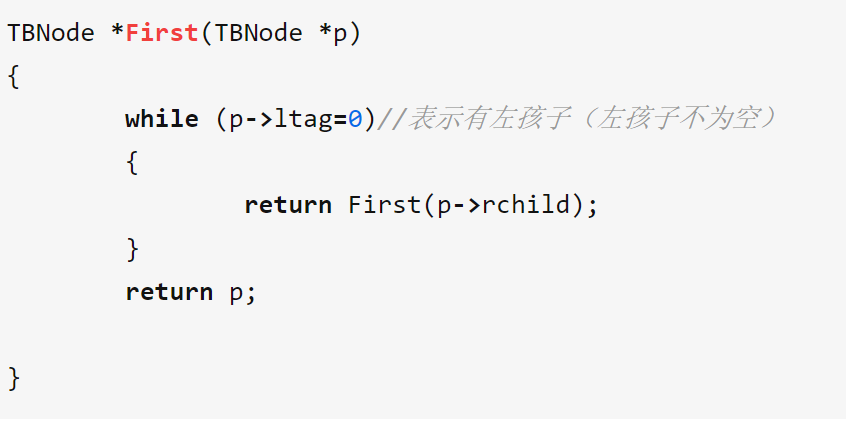 TBNode *First(TBNode *p)
{
while (p->ltag=0)//表示有左孩子（左孩子不为空）
{
return First(p->rchild);
}
return p;
}